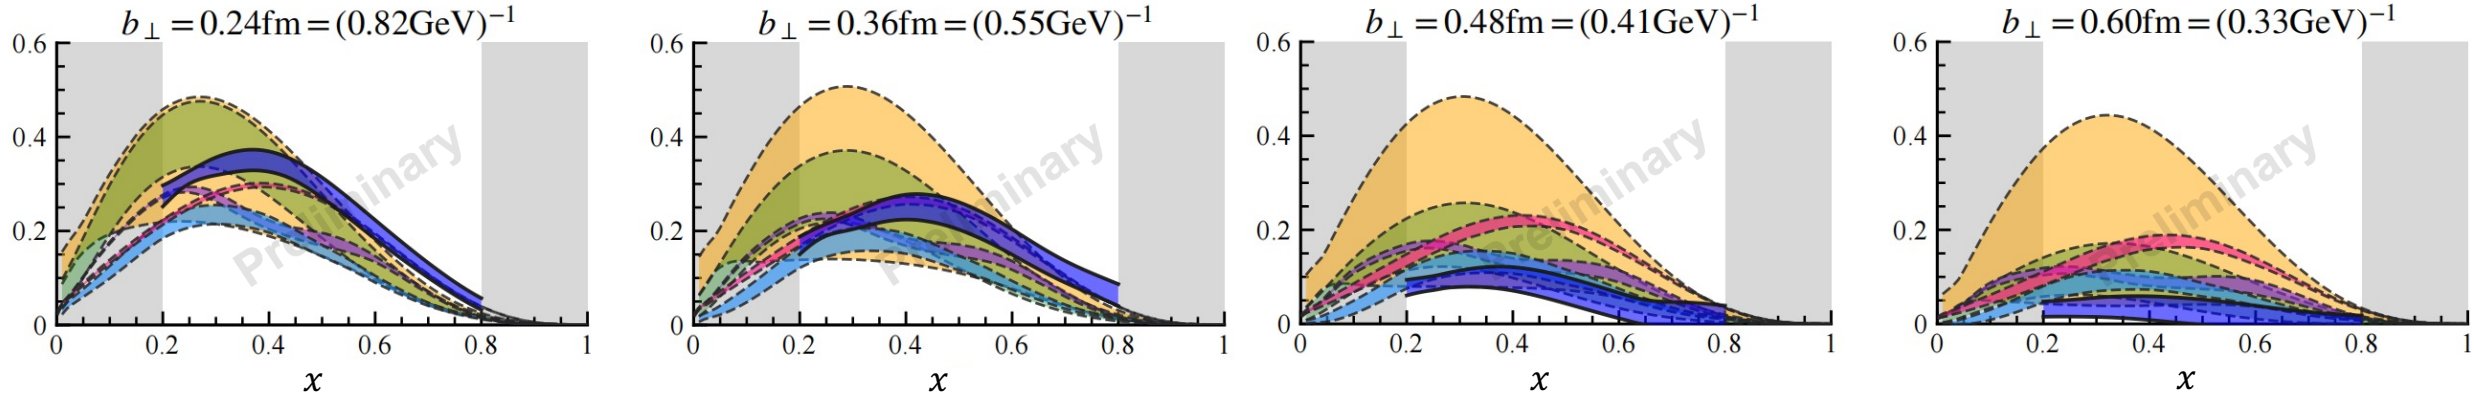 b⊥ = 0.24fm = (0.82GeV)⁻¹
0.6
0.4
0.2
0
0 0.2 0.4 0.6 0.8 1
x
Preliminary
b⊥ = 0.36fm = (0.55GeV)⁻¹
0.6
0.4
0.2
0
0 0.2 0.4 0.6 0.8 1
x
Preliminary
b⊥ = 0.48fm = (0.41GeV)⁻¹
0.6
0.4
0.2
0
0 0.2 0.4 0.6 0.8 1
x
Preliminary
b⊥ = 0.60fm = (0.33GeV)⁻¹
0.6
0.4
0.2
0
0 0.2 0.4 0.6 0.8 1
x
Preliminary